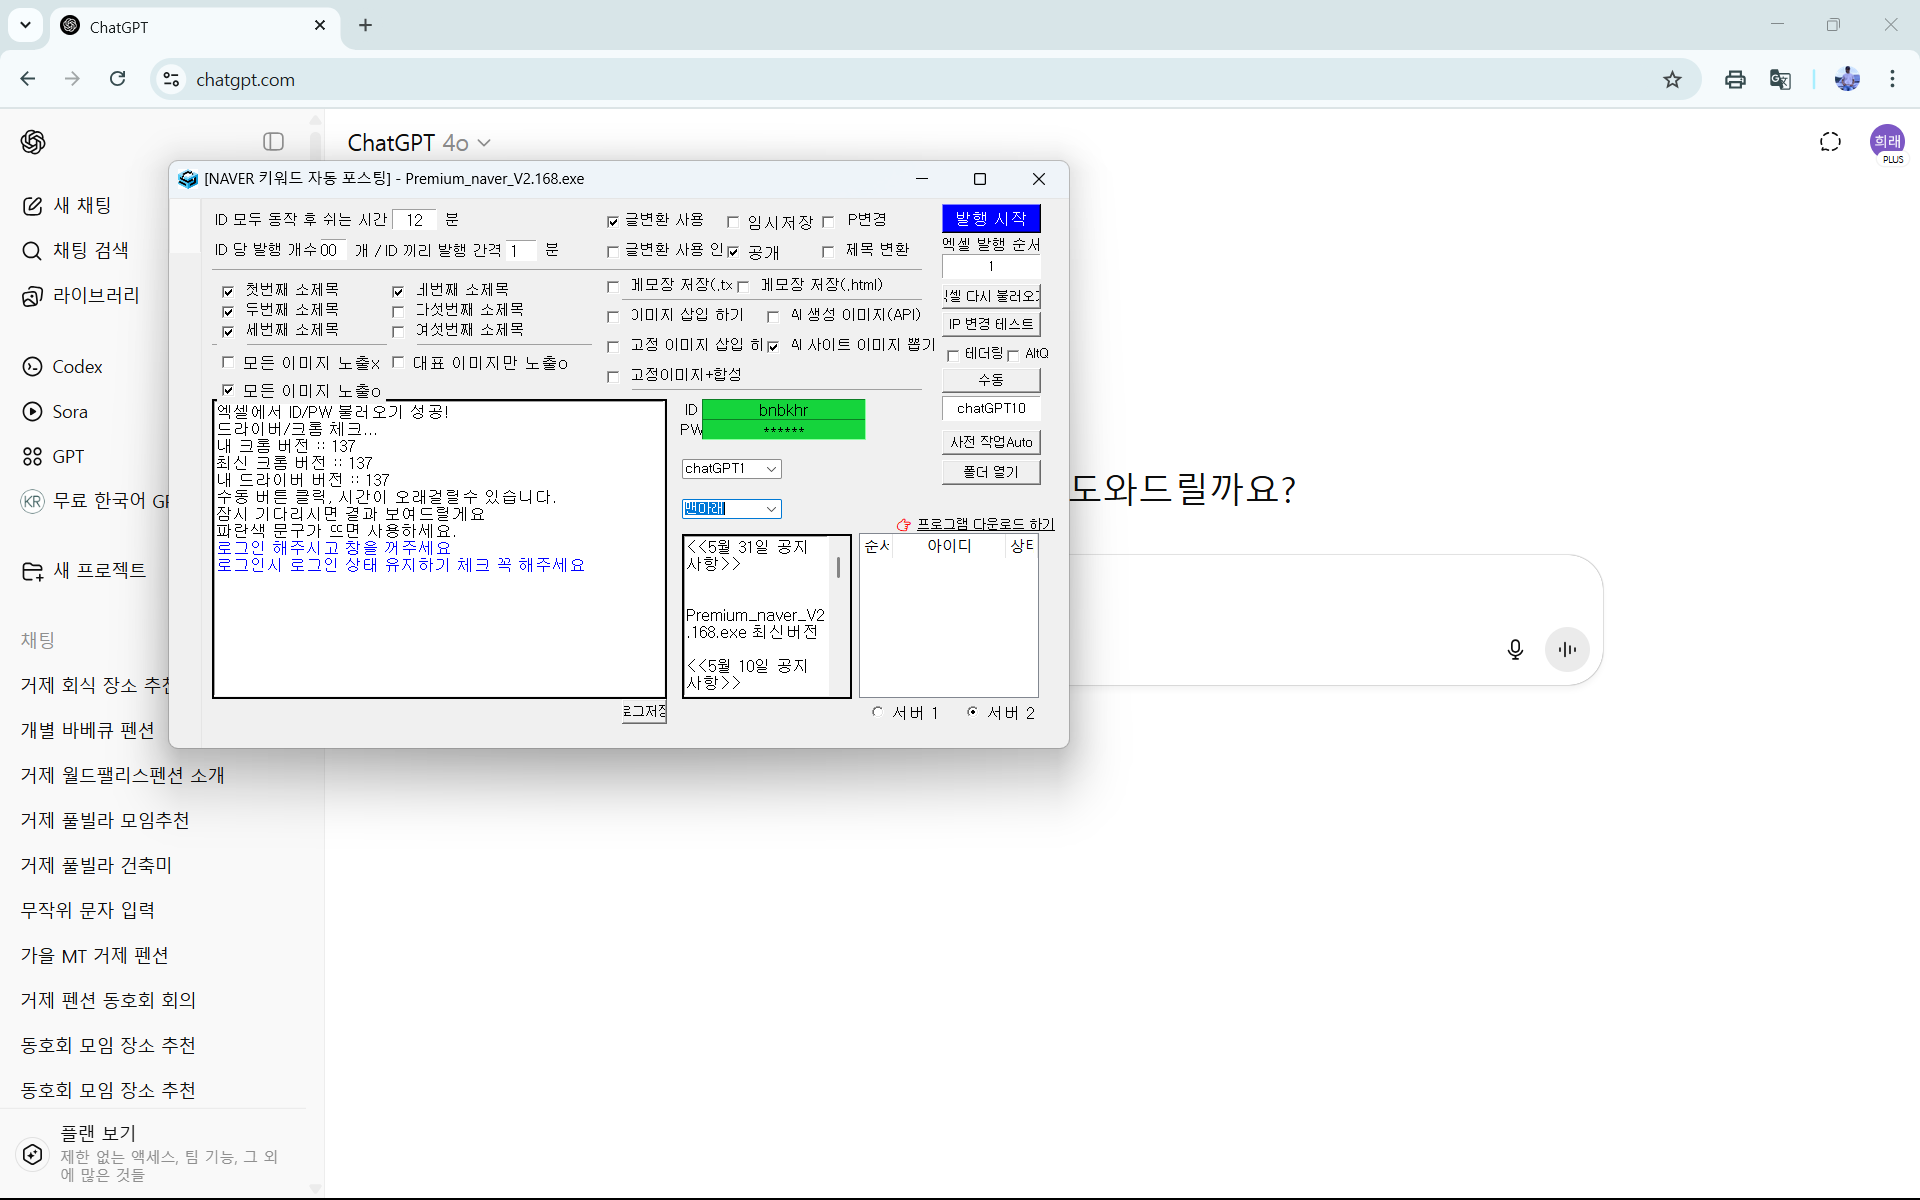 ChatGPT
chatgpt.com
ChatGPT 4o
희래
PLUS
새 채팅
채팅 검색
라이브러리
Codex
Sora
GPT
KR 무료 한국어
새 프로젝트
채팅
거제 회식 장소
개별 바베큐 펜션
거제 월드팰리스펜션 소개
거제 풀빌라 모임추천
거제 풀빌라 건축미
무작위 문자 입력
가을 MT 거제 펜션
거제 펜션 동호회 회의
동호회 모임 장소 추천
동호회 모임 장소 추천
플랜 보기
제한 없는 액세스, 팀 기능, 그 외
에 많은 것들
[NAVER 키워드 자동 포스팅] - Premium_naver_V2.168.exe
ID 모두 동작 후 쉬는 시간 12 분
ID 당 발행 개수 00 개 / ID 끼리 발행 간격 1 분
글변환 사용 임시저장 P변경
글변환 사용 인 공개 제목 변환
첫번째 소제목 네번째 소제목
두번째 소제목 다섯번째 소제목
세번째 소제목 여섯번째 소제목
모든 이미지 노출x 대표 이미지만 노출o
모든 이미지 노출o
메모장 저장(.tx 메모장 저장(.html)
이미지 삽입 하기 AI 생성 이미지(API)
고정 이미지 삽입 AI 사이트 이미지 뽑기
고정이미지+합성
발행 시작
엑셀 발행 순서
1
엑셀 다시 불러오기
IP 변경 테스트
테더링 AltQ
수동
chatGPT10
사전 작업Auto
폴더 열기
엑셀에서 ID/PW 불러오기 성공!
드라이버/크롬 체크...
내 크롬 버전 :: 137
최신 크롬 버전 :: 137
내 드라이버 버전 :: 137
수동 버튼 클릭, 시간이 오래걸릴수 있습니다.
잠시 기다리시면 결과 보여드릴게요
파란색 문구가 뜨면 사용하세요.
로그인 해주시고 창을 꺼주세요
로그인시 로그인 상태 유지하기 체크 꼭 해주세요
로그저장
ID bnbkhr
PW ******
chatGPT1
맨아래
프로그램 다운로드 하기
<<5월 31일 공지
사항>>
Premium_naver_V2
.168.exe 최신버전
<<5월 10일 공지
사항>>
순서 아이디 상태
서버 1 서버 2
도와드릴까요?